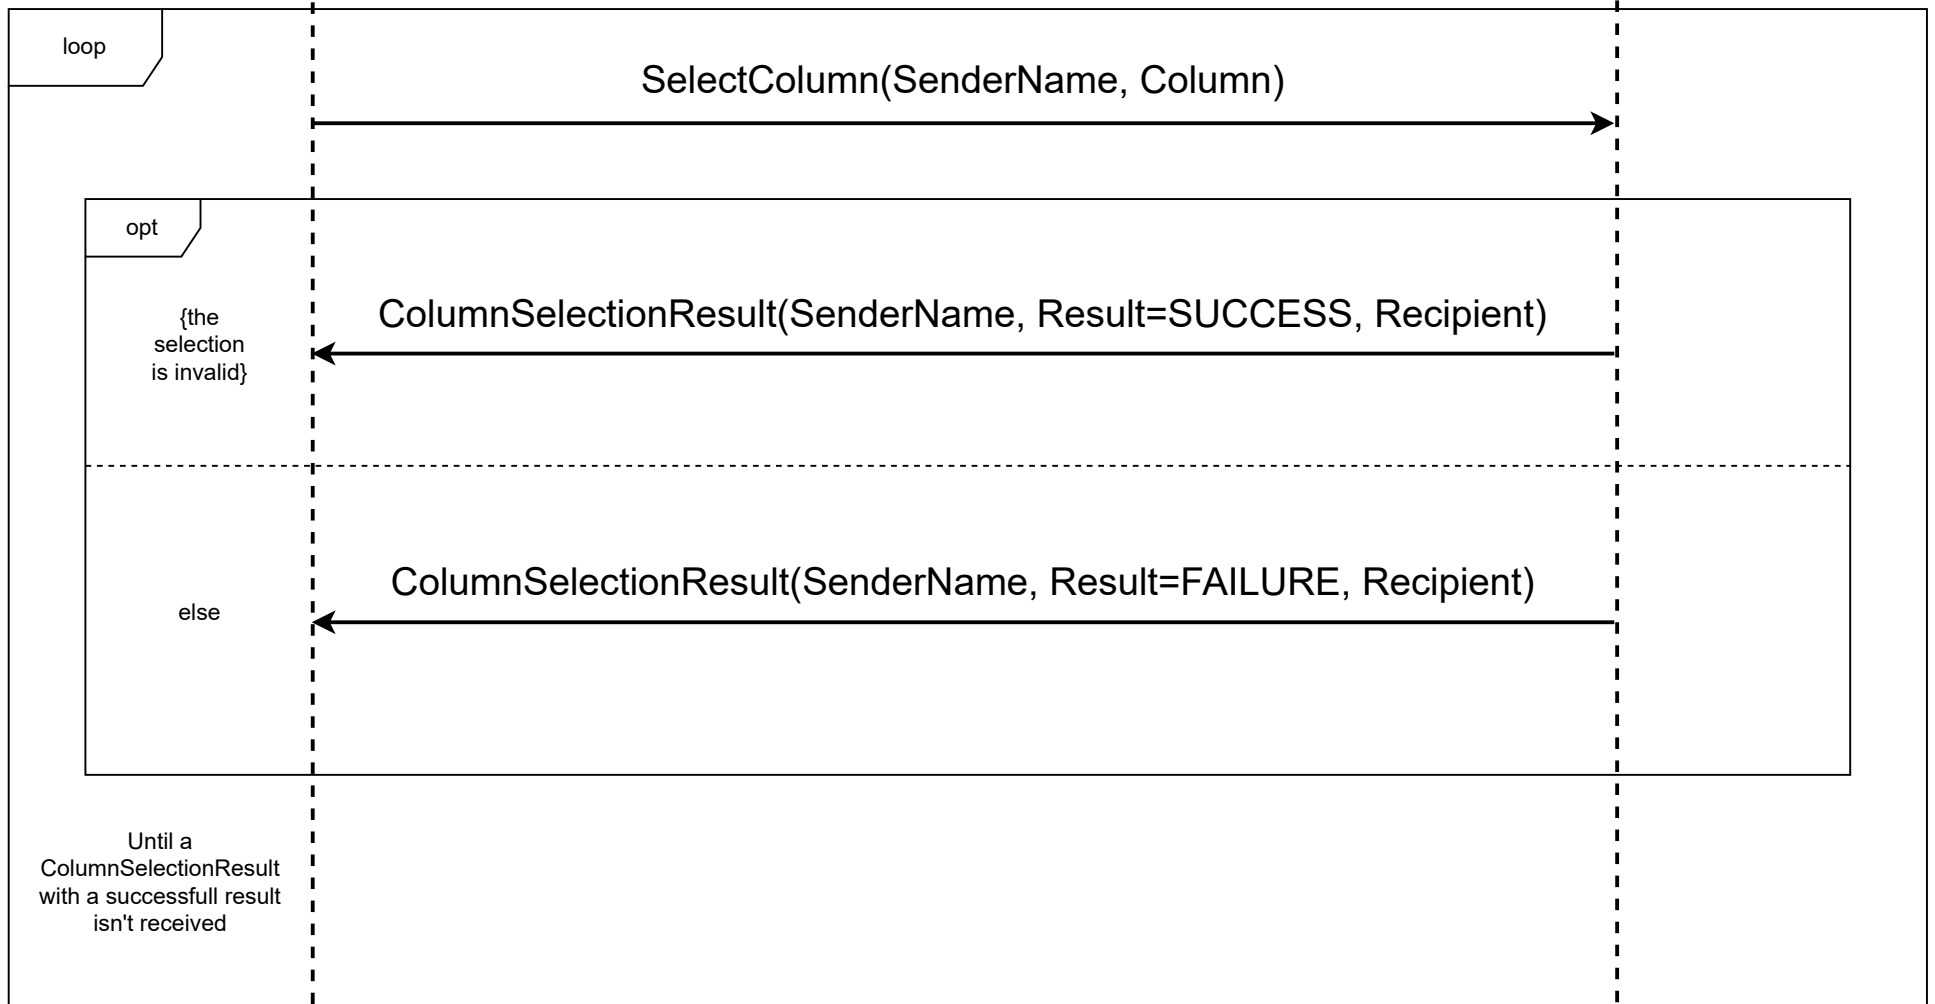 loop
SelectColumn(SenderName, Column)
opt
ColumnSelectionResult(SenderName, Result=SUCCESS, Recipient)
{the
selection
is invalid}
ColumnSelectionResult(SenderName, Result=FAILURE, Recipient)
else
Until a
ColumnSelectionResult
with a successfull result
isn't received